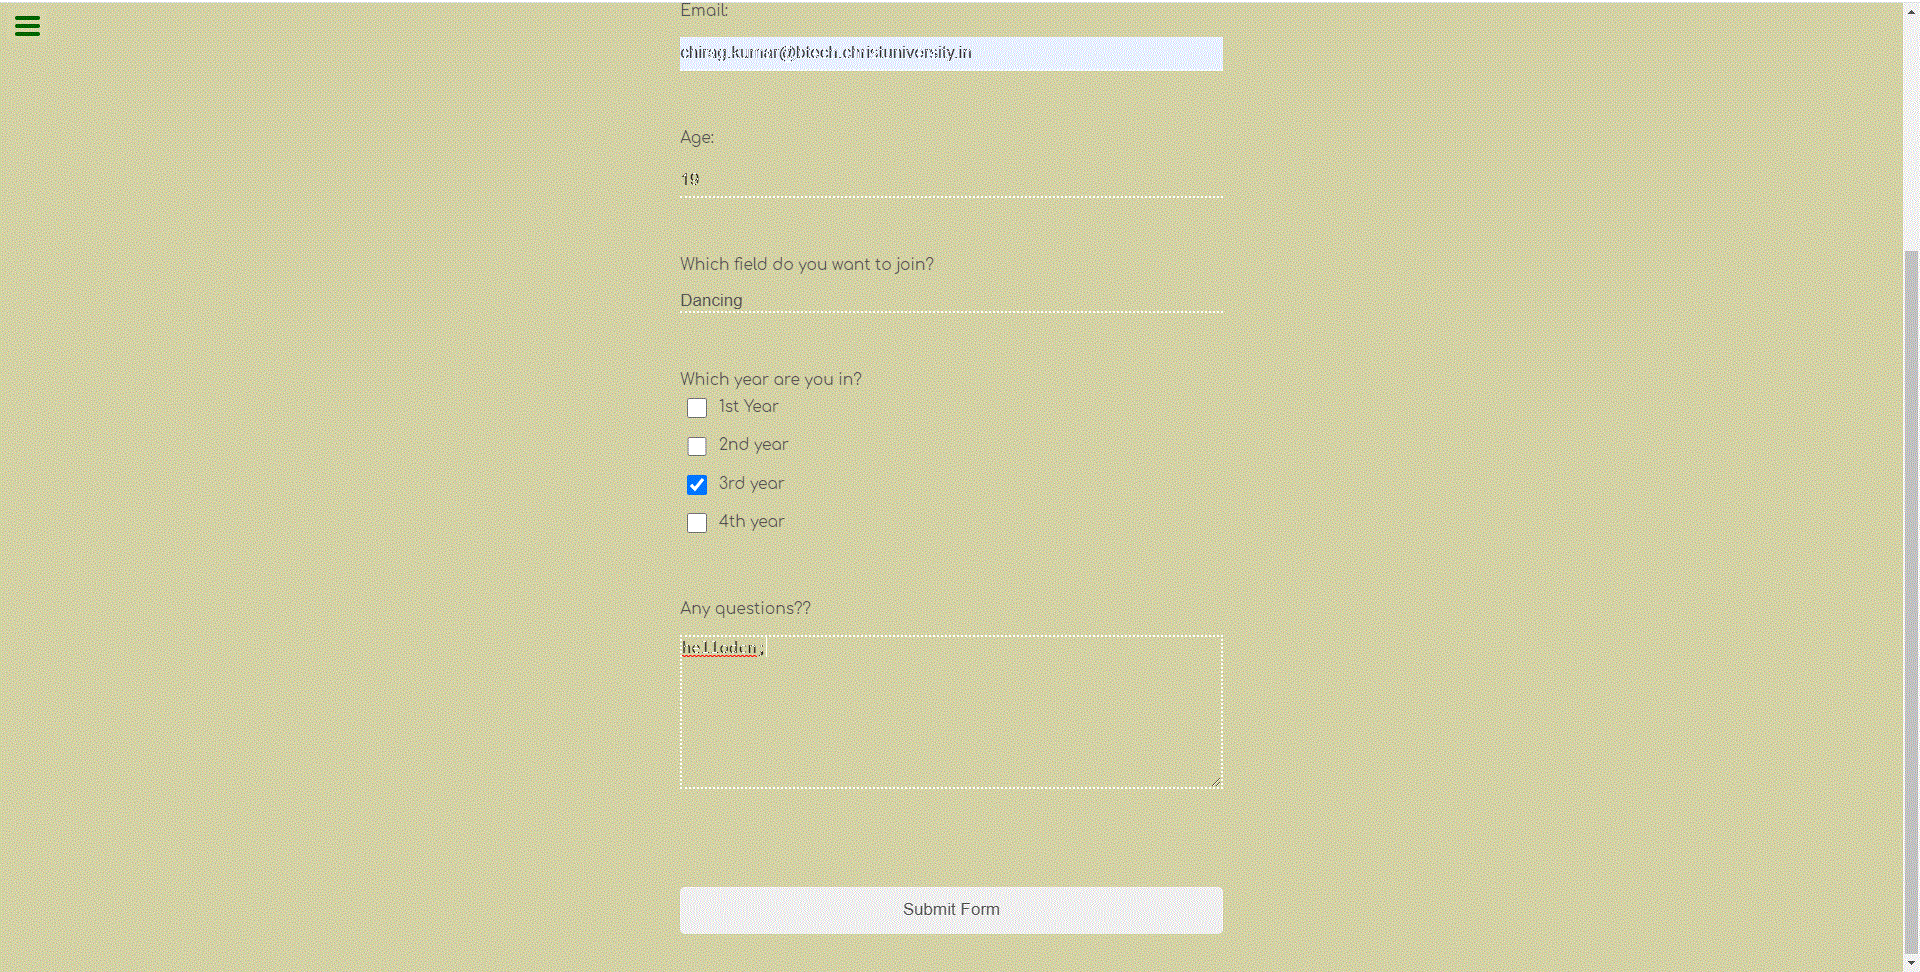 Email:
chirag.kumar@btech.christuniversity.in
Age:
19
Which field do you want to join?
Dancing
Which year are you in?
1st Year
2nd year
3rd year
4th year
Any questions??
Submit Form